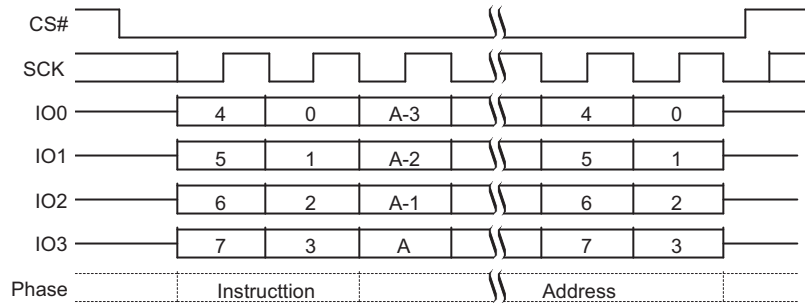 CS#
SCK
IO0 4 0 A-3 4 0
IO1 5 1 A-2 5 1
IO2 6 2 A-1 6 2
IO3 7 3 A 7 3
Phase Instructtion Address